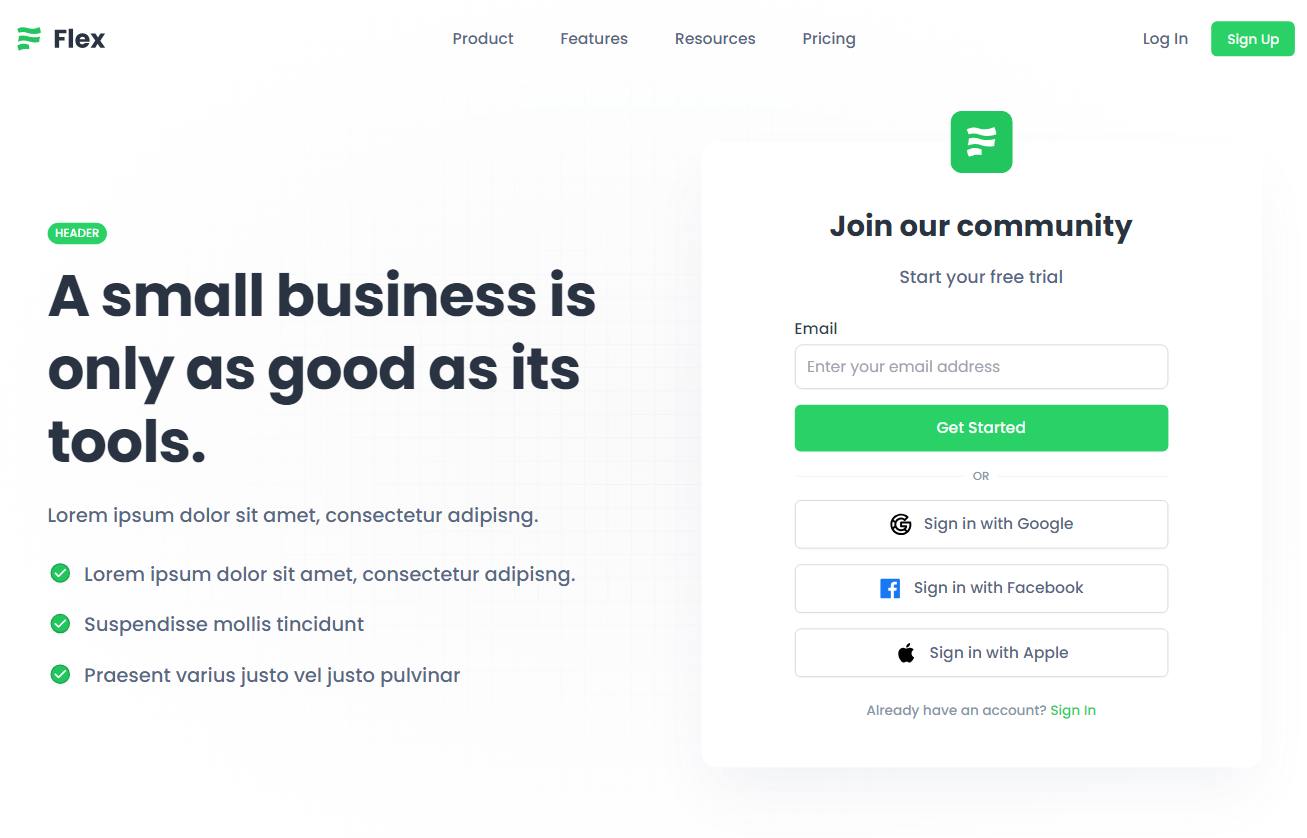 Flex
Product Features Resources Pricing
Log In Sign Up
HEADER
A small business is
only as good as its
tools.
Lorem ipsum dolor sit amet, consectetur adipisng.
Lorem ipsum dolor sit amet, consectetur adipisng.
Suspendisse mollis tincidunt
Praesent varius justo vel justo pulvinar
Join our community
Start your free trial
Email
Enter your email address
Get Started
OR
Sign in with Google
Sign in with Facebook
Sign in with Apple
Already have an account? Sign In